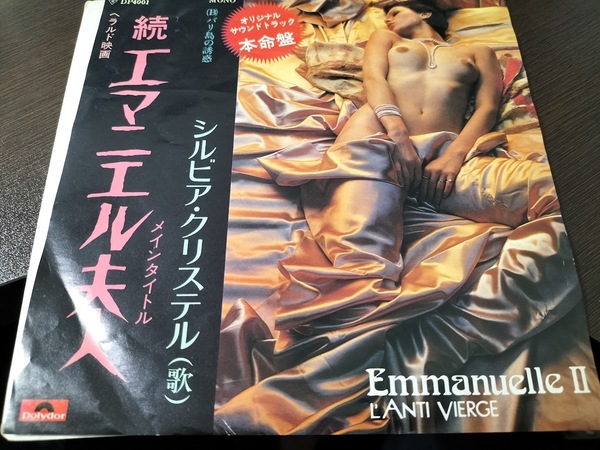 DP4001
MONO
ヘラルド映画
続 エマニエル夫人
メインタイトル
シルビア・クリステル(歌)
(B)バリ島の誘惑
オリジナル
サウンドトラック
本命盤
Emmanuelle II
L'ANTI VIERGE
Polydor